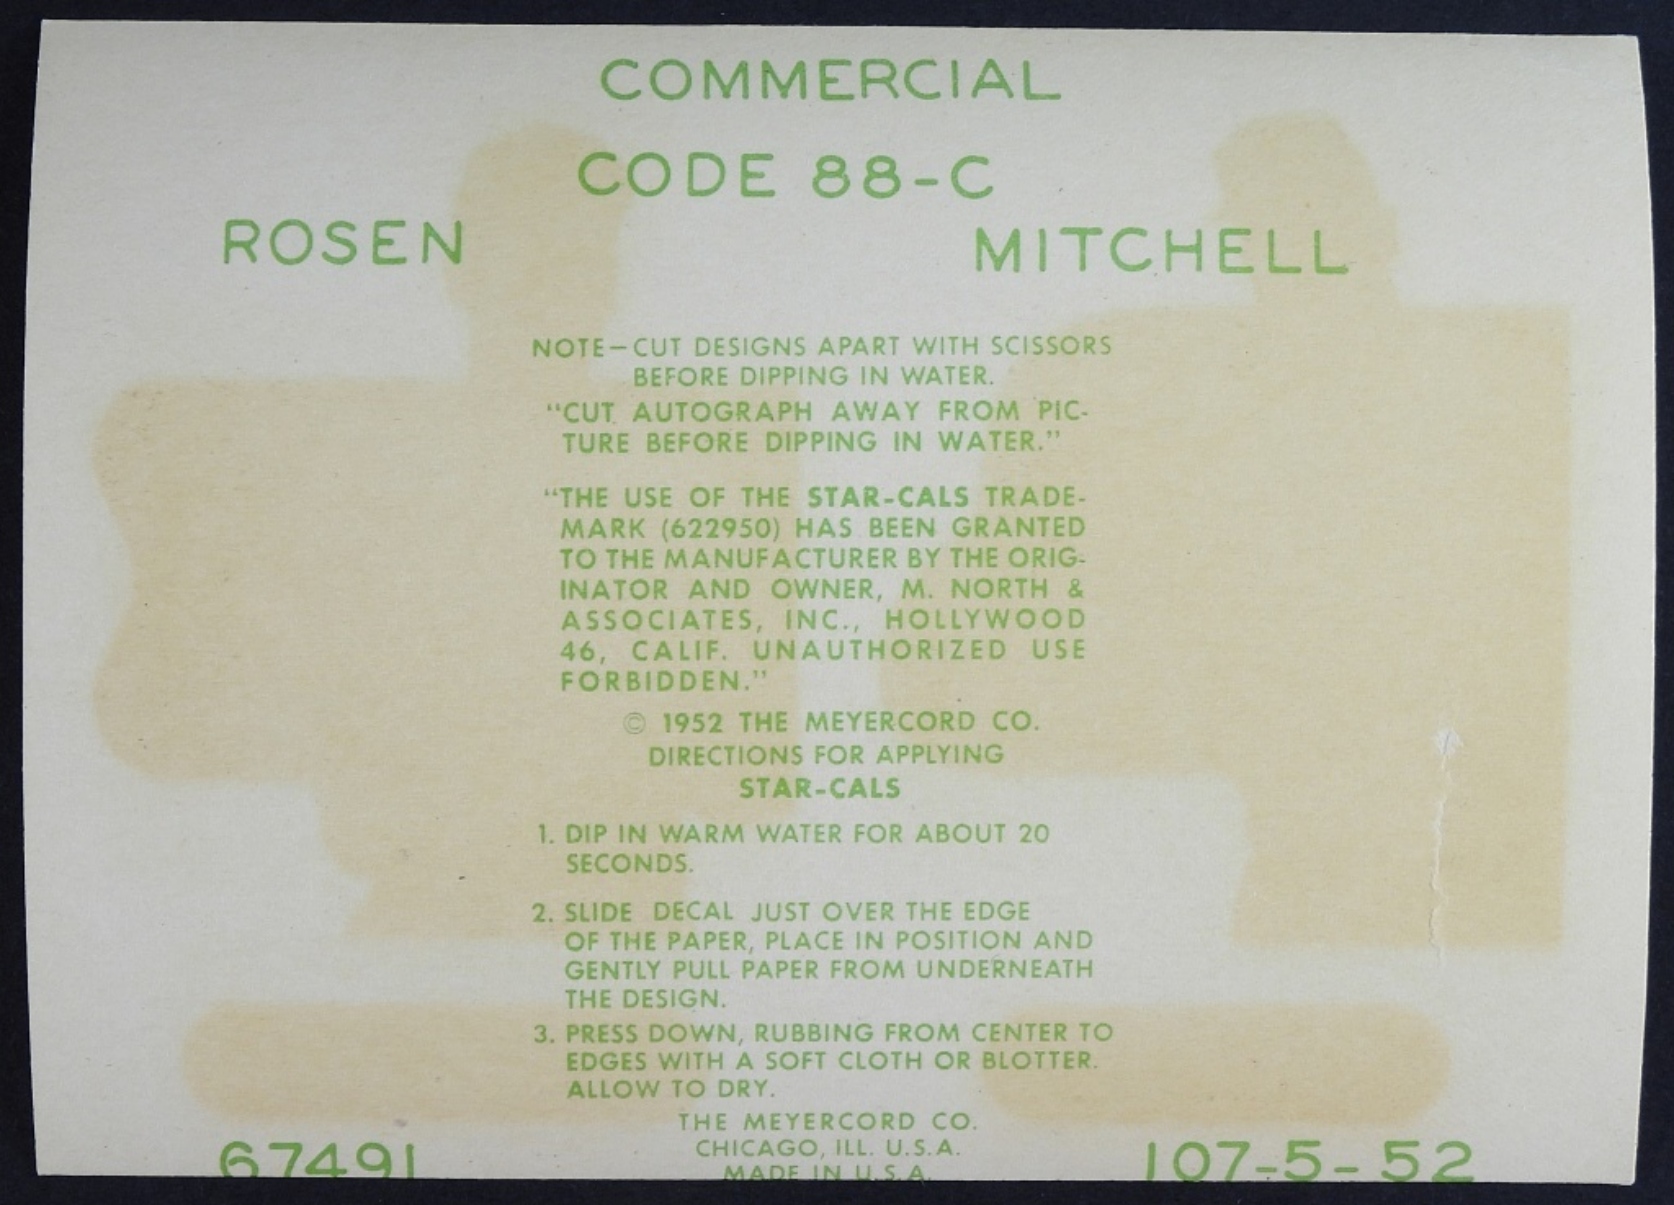 COMMERCIAL
CODE 88-C
ROSEN MITCHELL
NOTE—CUT DESIGNS APART WITH SCISSORS
BEFORE DIPPING IN WATER.
"CUT AUTOGRAPH AWAY FROM PIC-
TURE BEFORE DIPPING IN WATER."
"THE USE OF THE STAR-CALS TRADE-
MARK (622950) HAS BEEN GRANTED
TO THE MANUFACTURER BY THE ORIG-
INATOR AND OWNER, M. NORTH &
ASSOCIATES, INC., HOLLYWOOD
46, CALIF. UNAUTHORIZED USE
FORBIDDEN."
© 1952 THE MEYERCORD CO.
DIRECTIONS FOR APPLYING
STAR-CALS
1. DIP IN WARM WATER FOR ABOUT 20
SECONDS.
2. SLIDE DECAL JUST OVER THE EDGE
OF THE PAPER, PLACE IN POSITION AND
GENTLY PULL PAPER FROM UNDERNEATH
THE DESIGN.
3. PRESS DOWN, RUBBING FROM CENTER TO
EDGES WITH A SOFT CLOTH OR BLOTTER.
ALLOW TO DRY.
THE MEYERCORD CO.
CHICAGO, ILL. U.S.A.
MADE IN U.S.A.
67491 107-5-52